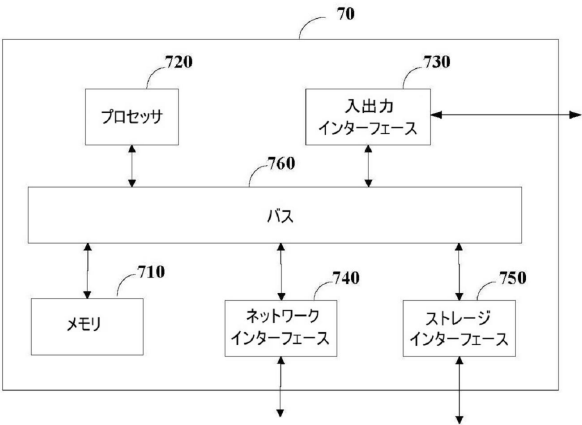 70
720
プロセッサ
730
入出力
インターフェース
760
バス
710
メモリ
740
ネットワーク
インターフェース
750
ストレージ
インターフェース